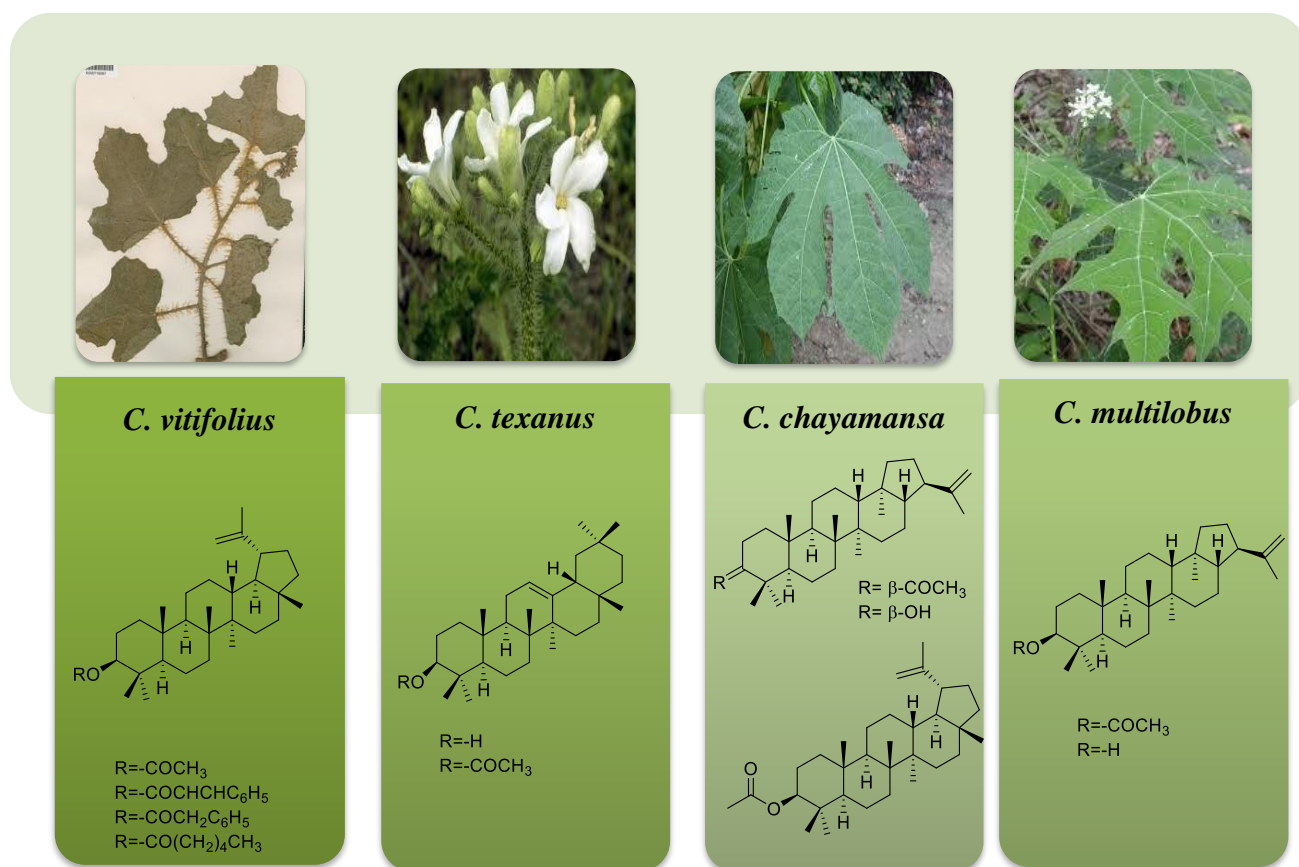 C. vitifolius
H
H
H
RO
H
R=-COCH₃
R=-COCHCHC₆H₅
R=-COCH₂C₆H₅
R=-CO(CH₂)₄CH₃
C. texanus
H
H
RO
H
R=-H
R=-COCH₃
C. chayamansa
H
H
H
R
H
R= β-COCH₃
R= β-OH
H
H
H
O
O
H
C. multilobus
H
H
H
RO
H
R=-COCH₃
R=-H